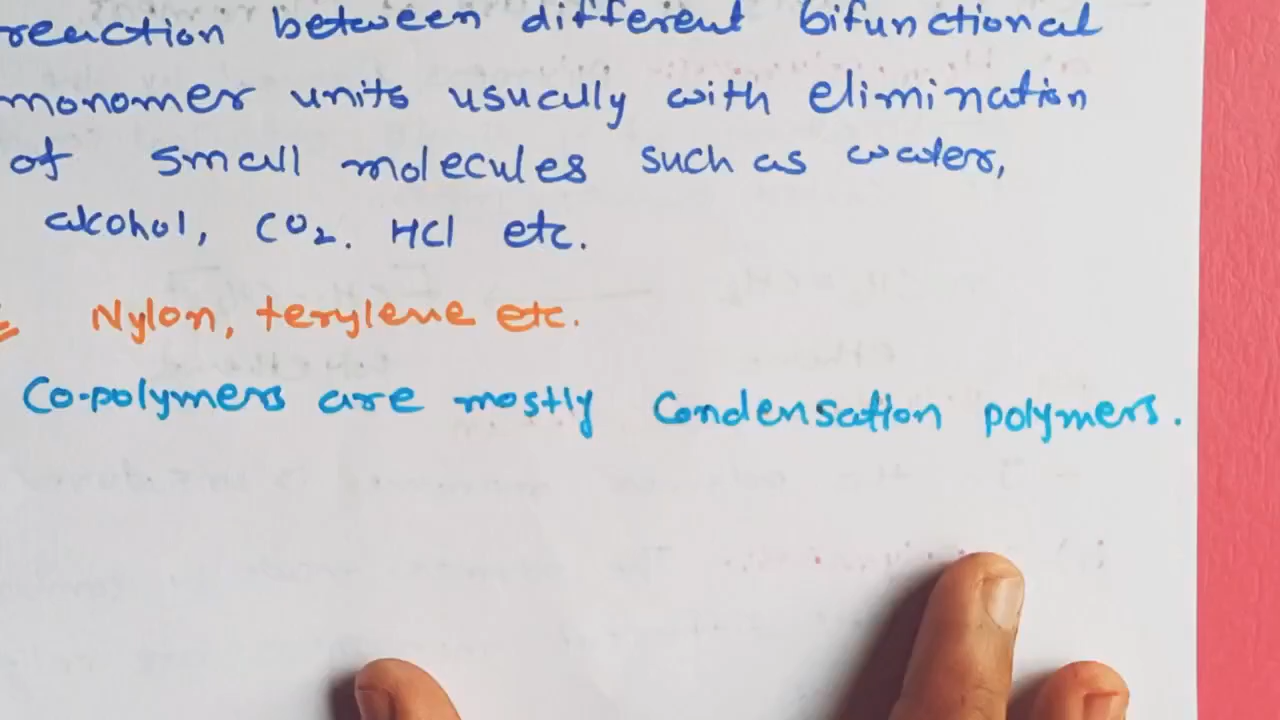 reaction between different bifunctional
monomer units usually with elimination
of small molecules such as water,
alcohol, CO₂. HCl etc.
Nylon, terylene etc.
Co-polymers are mostly Condensation polymers.